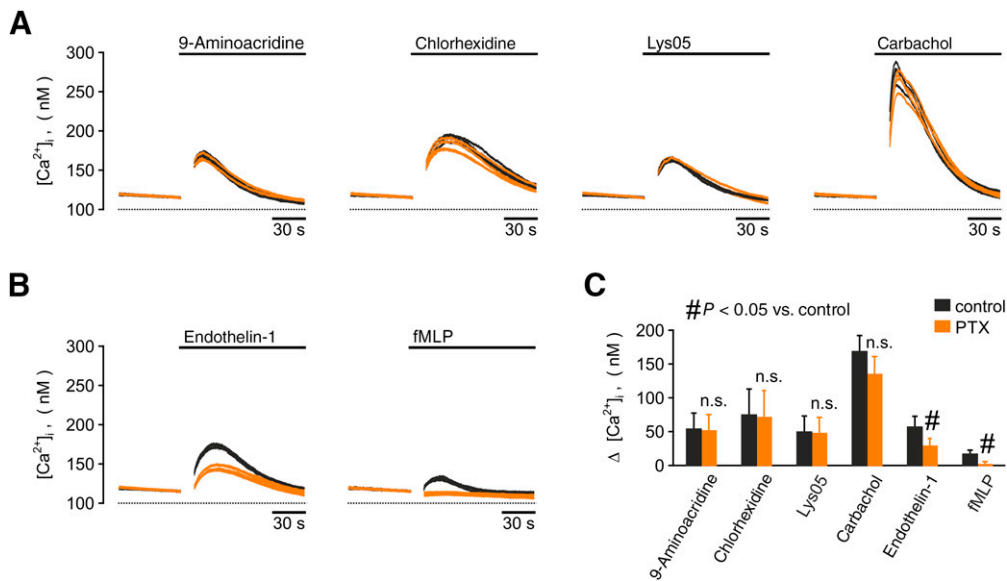 A
9-Aminoacridine
Chlorhexidine
Lys05
Carbachol
300
250
200
150
100
[Ca²⁺]i, ( nM)
30 s
30 s
30 s
30 s
B
Endothelin-1
fMLP
300
250
200
150
100
[Ca²⁺]i, ( nM)
30 s
30 s
C
#P < 0.05 vs. control
control
PTX
200
150
100
50
0
Δ [Ca²⁺]i, ( nM)
n.s.
n.s.
n.s.
n.s.
#
#
9-Aminoacridine
Chlorhexidine
Lys05
Carbachol
Endothelin-1
fMLP